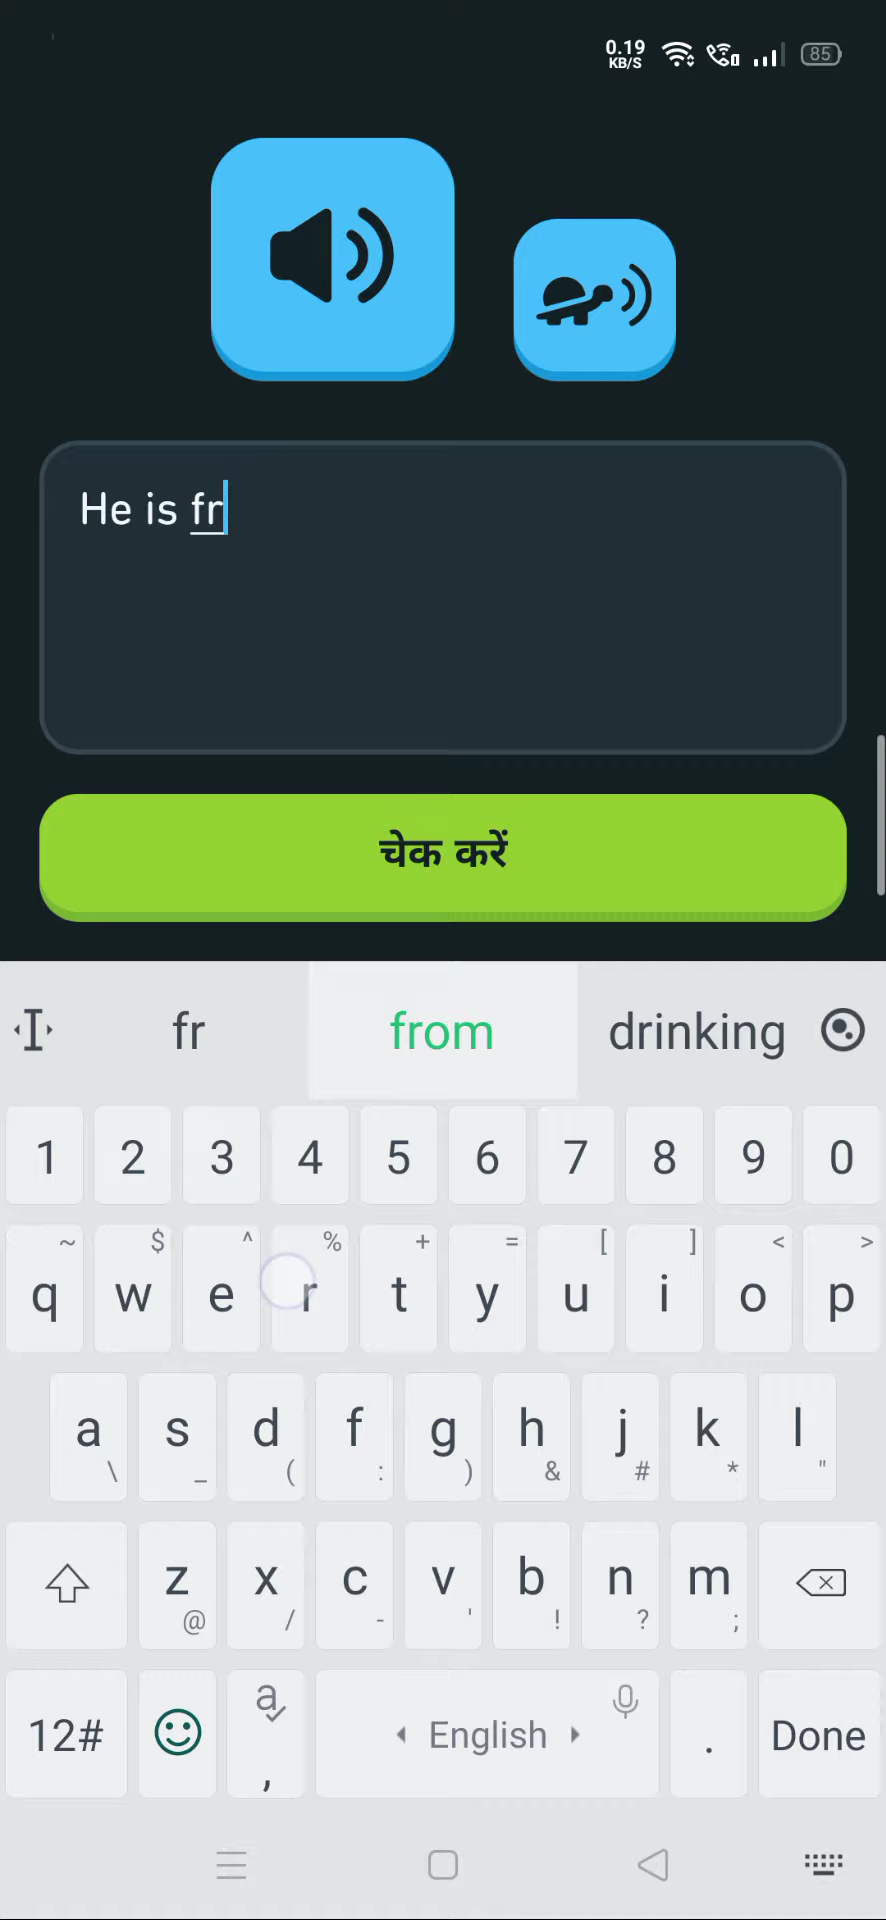 0.19
KB/S
85
He is fr
चेक करें
fr from drinking
1 2 3 4 5 6 7 8 9 0
~ $ ^ % + = [ ] < >
q w e r t y u i o p
a s d f g h j k l
\ _ ( : ) & # * "
z x c v b n m
@ / - ' ! ? ;
12# a , English . Done